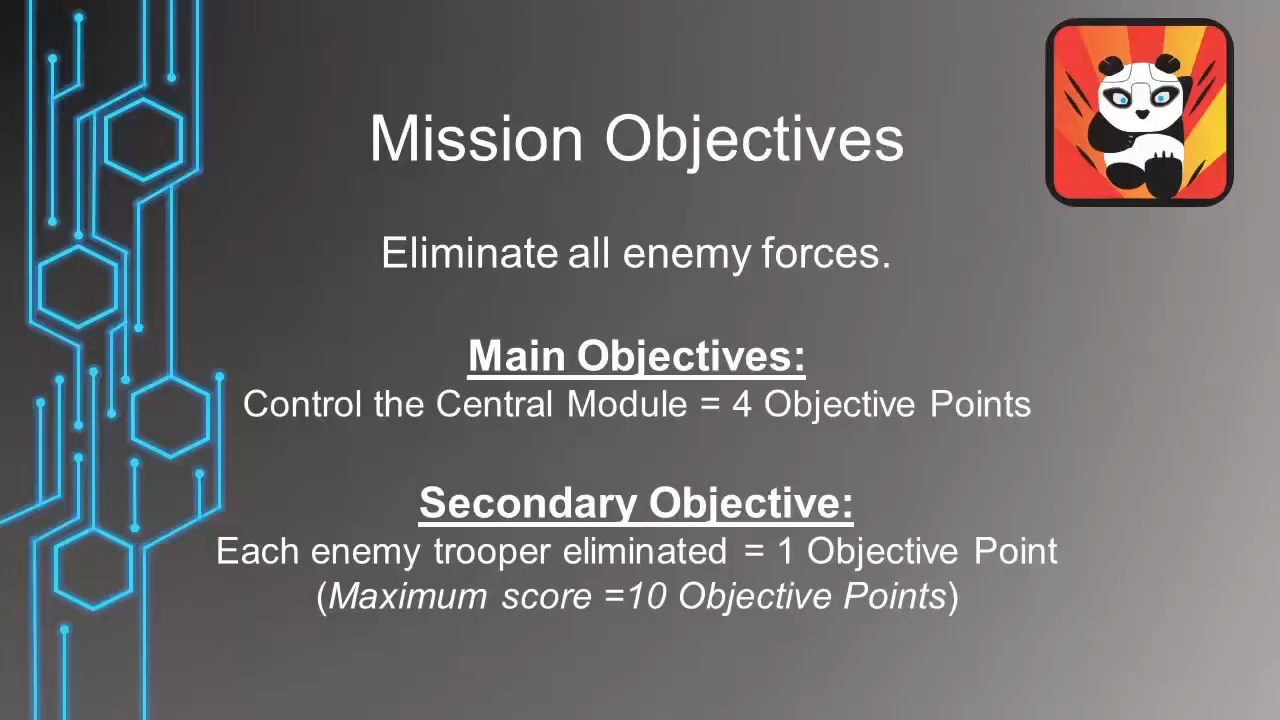 Mission Objectives
Eliminate all enemy forces.
Main Objectives:
Control the Central Module = 4 Objective Points
Secondary Objective:
Each enemy trooper eliminated = 1 Objective Point
(Maximum score =10 Objective Points)